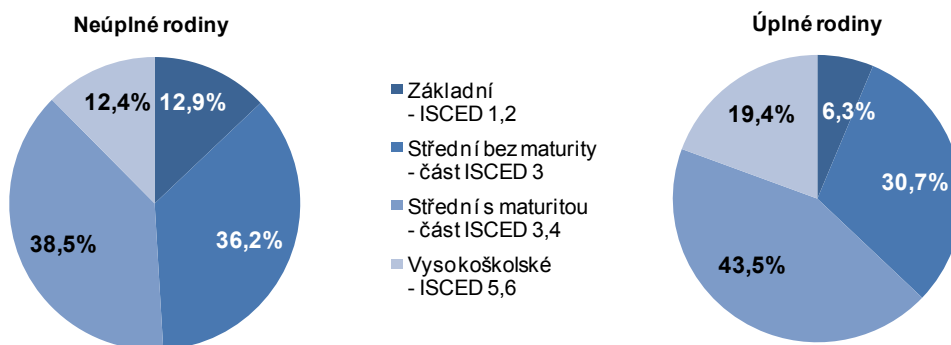 Neúplné rodiny
12,4%
12,9%
38,5%
36,2%
Základní
- ISCED 1,2
Střední bez maturity
- část ISCED 3
Střední s maturitou
- část ISCED 3,4
Vysokoškolské
- ISCED 5,6
Úplné rodiny
19,4%
6,3%
30,7%
43,5%